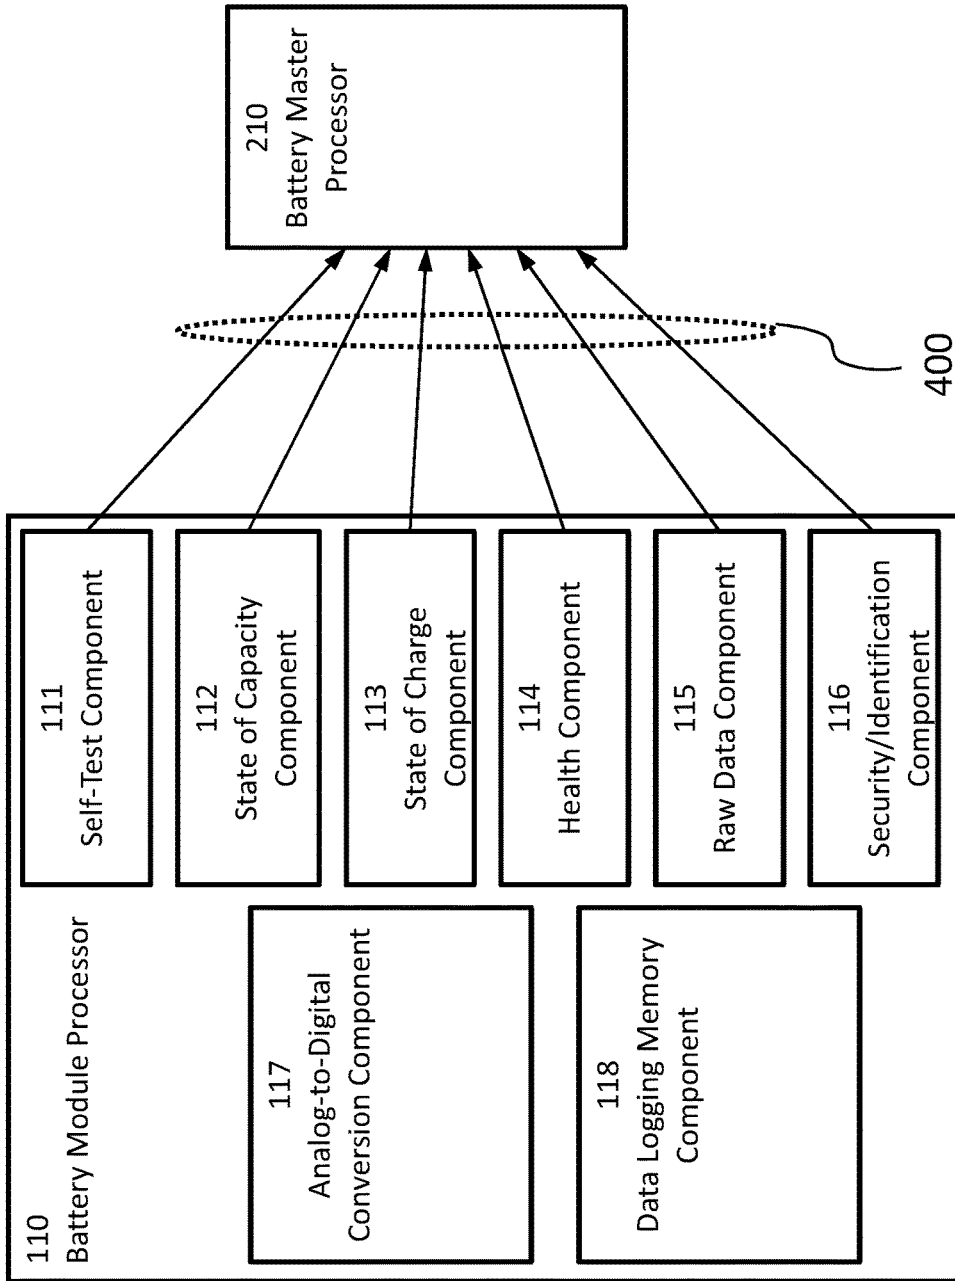 110
Battery Module Processor
117
Analog-to-Digital
Conversion Component
118
Data Logging Memory
Component
111
Self-Test Component
112
State of Capacity
Component
113
State of Charge
Component
114
Health Component
115
Raw Data Component
116
Security/Identification
Component
400
210
Battery Master
Processor